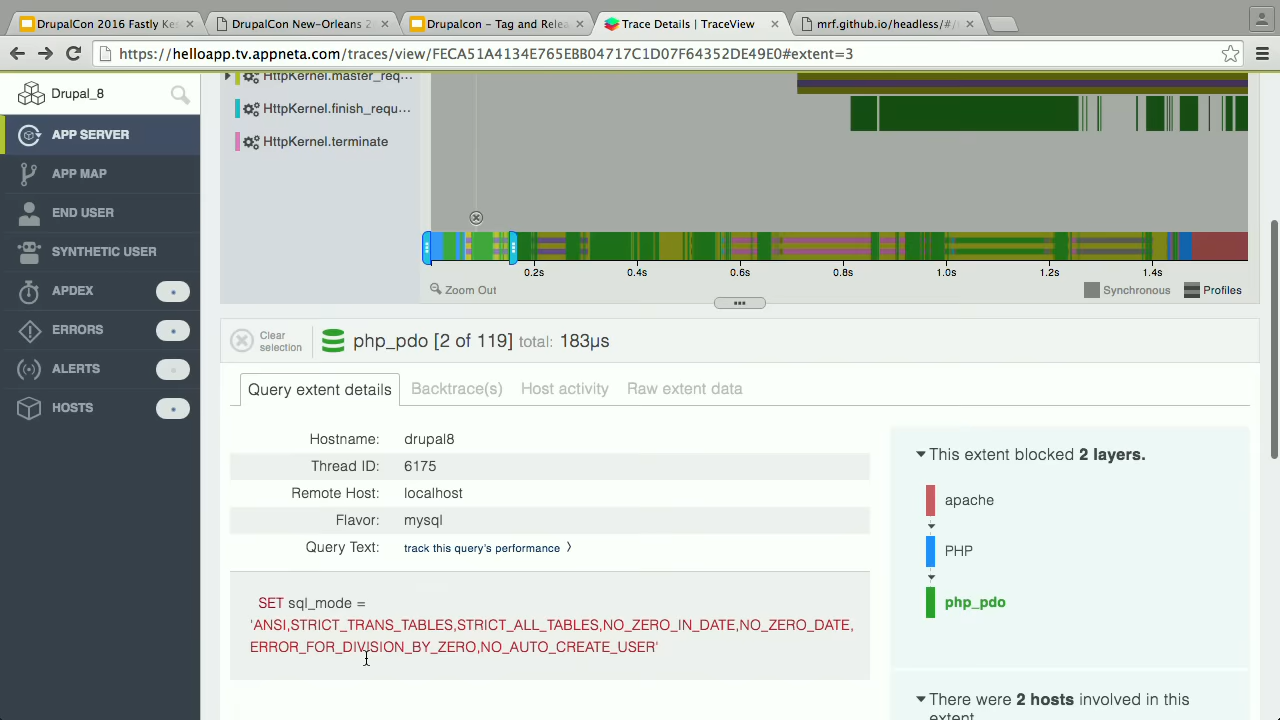 DrupalCon 2016 Fastly Ke
DrupalCon New-Orleans 2
Drupalcon – Tag and Rele
Trace Details | TraceView
mrf.github.io/headless/#/
https://helloapp.tv.appneta.com/traces/view/FECA51A4134E765EBB04717C1D07F64352DE49E0#extent=3
Drupal_8
APP SERVER
APP MAP
END USER
SYNTHETIC USER
APDEX
ERRORS
ALERTS
HOSTS
HttpKernel.master_req...
HttpKernel.finish_requ...
HttpKernel.terminate
0.2s 0.4s 0.6s 0.8s 1.0s 1.2s 1.4s
Zoom Out
Synchronous Profiles
Clear selection
php_pdo [2 of 119] total: 183µs
Query extent details Backtrace(s) Host activity Raw extent data
Hostname: drupal8
Thread ID: 6175
Remote Host: localhost
Flavor: mysql
Query Text: track this query's performance 〉
SET sql_mode =
'ANSI,STRICT_TRANS_TABLES,STRICT_ALL_TABLES,NO_ZERO_IN_DATE,NO_ZERO_DATE,
ERROR_FOR_DIVISION_BY_ZERO,NO_AUTO_CREATE_USER'
This extent blocked 2 layers.
apache
PHP
php_pdo
There were 2 hosts involved in this
extent